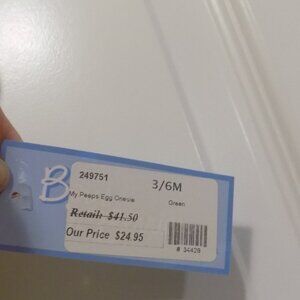 B
249751
3/6M
My Peeps Egg Onesie
Green
Retail: $41.50
Our Price $24.95
# 34428